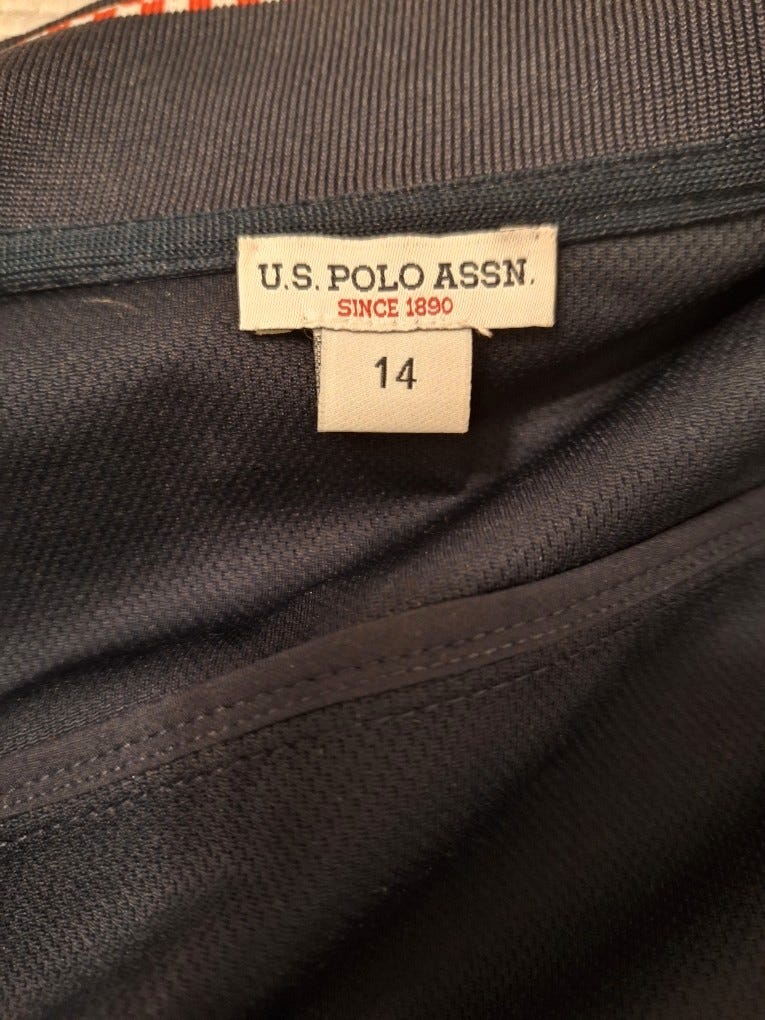 U.S. POLO ASSN.
SINCE 1890
14